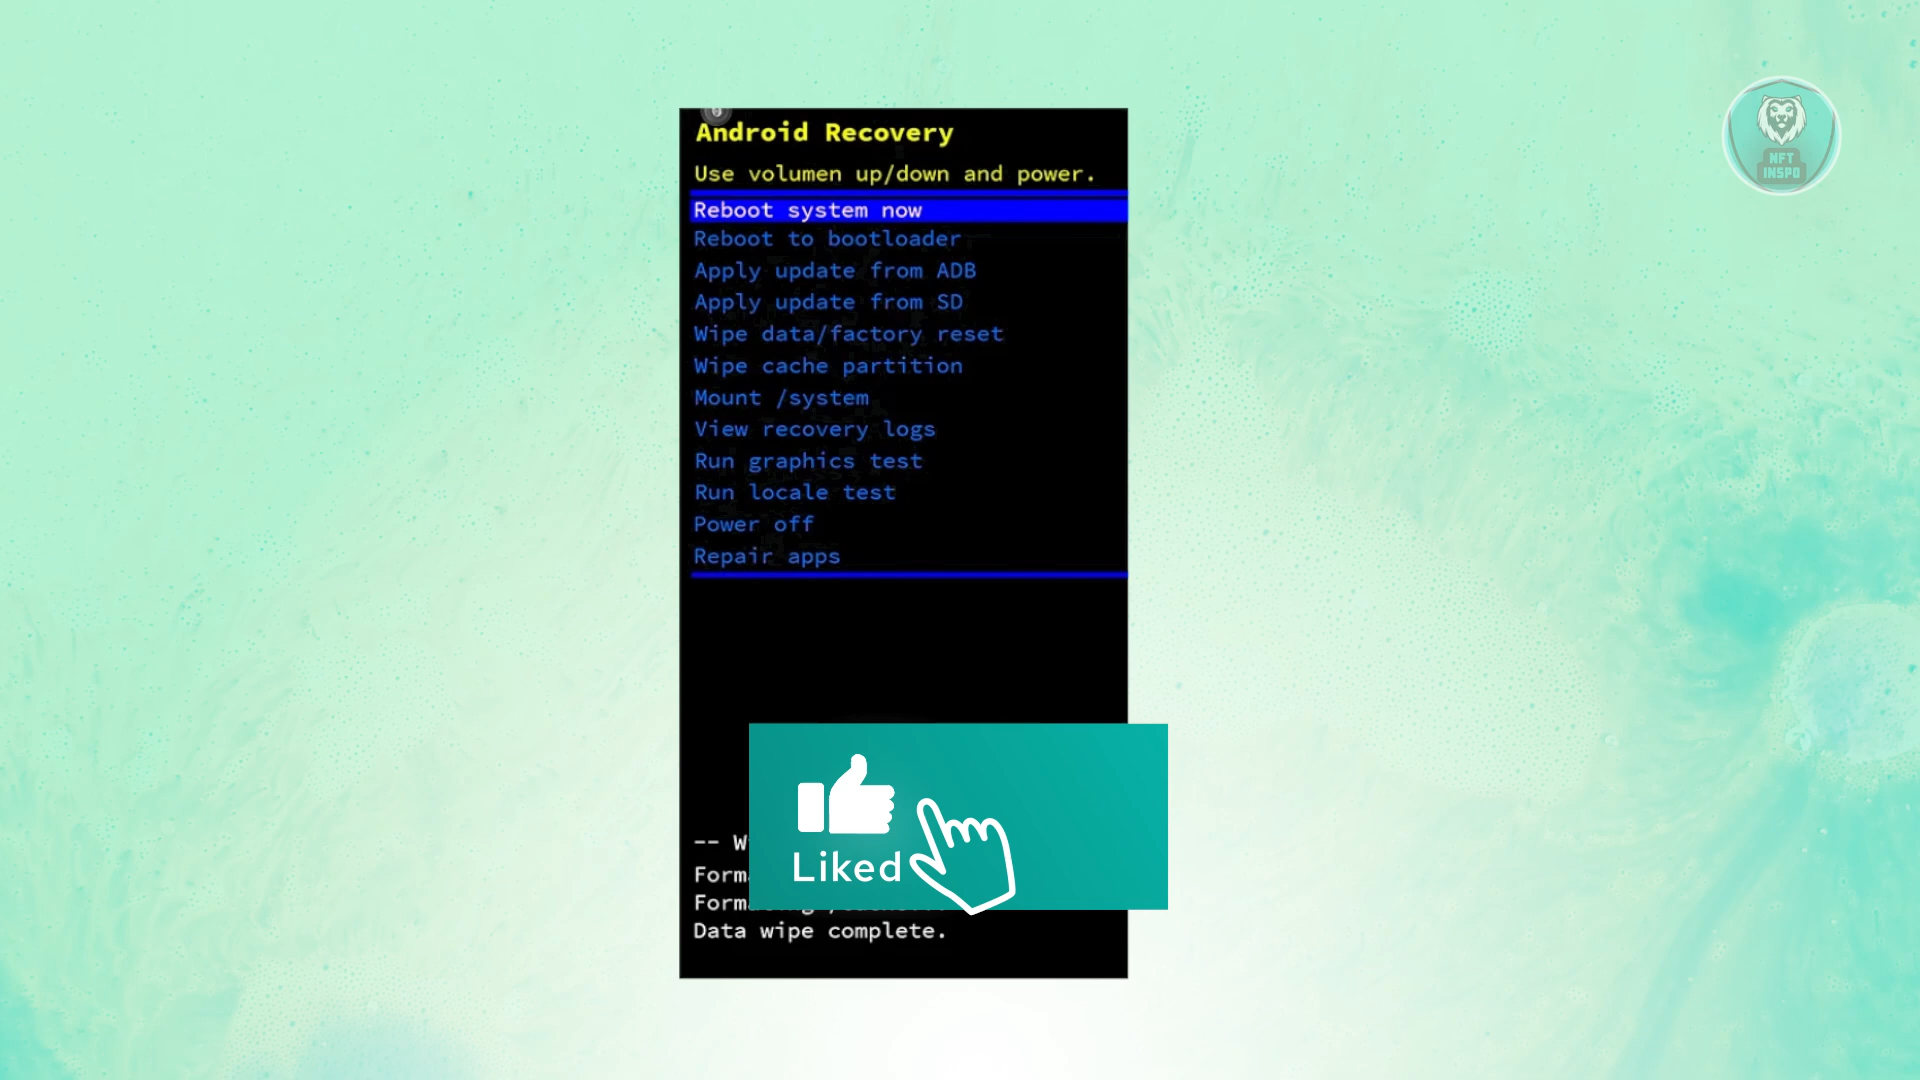 NFT
INSPO
Android Recovery
Use volumen up/down and power.
Reboot system now
Reboot to bootloader
Apply update from ADB
Apply update from SD
Wipe data/factory reset
Wipe cache partition
Mount /system
View recovery logs
Run graphics test
Run locale test
Power off
Repair apps
Liked
Data wipe complete.